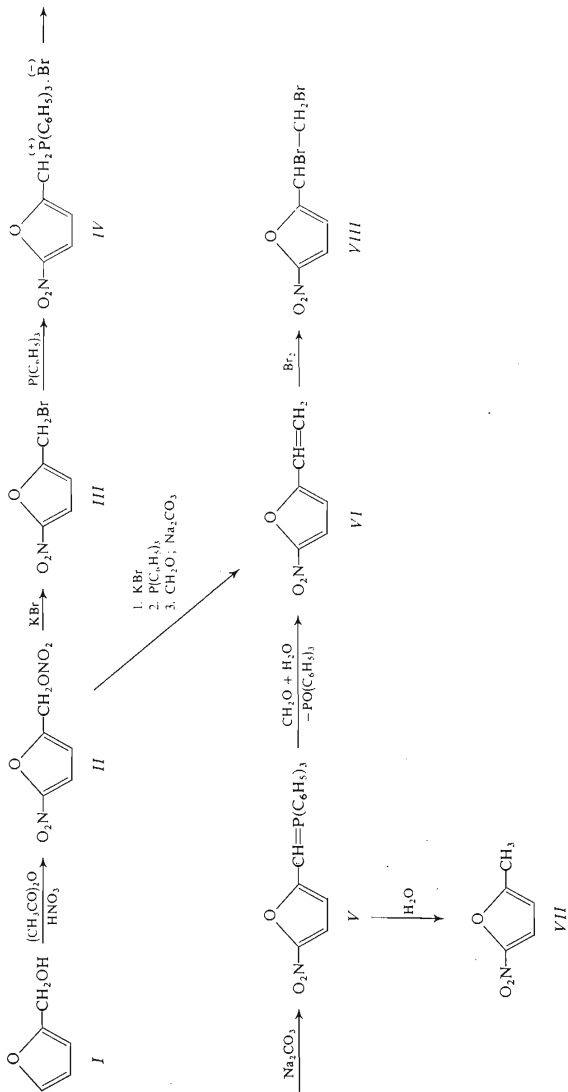 O
CH₂OH
I
(CH₃CO)₂O
HNO₃
O₂N
O
CH₂ONO₂
II
KBr
O₂N
O
CH₂Br
III
P(C₆H₅)₃
O₂N
O
CH₂P(C₆H₅)₃ . Br
(+) (−)
IV
1. KBr
2. P(C₆H₅)₃
3. CH₂O ; Na₂CO₃
Na₂CO₃
O₂N
O
CH=P(C₆H₅)₃
V
CH₂O + H₂O
−PO(C₆H₅)₃
O₂N
O
CH=CH₂
VI
Br₂
O₂N
O
CHBr—CH₂Br
VIII
H₂O
O₂N
O
CH₃
VII